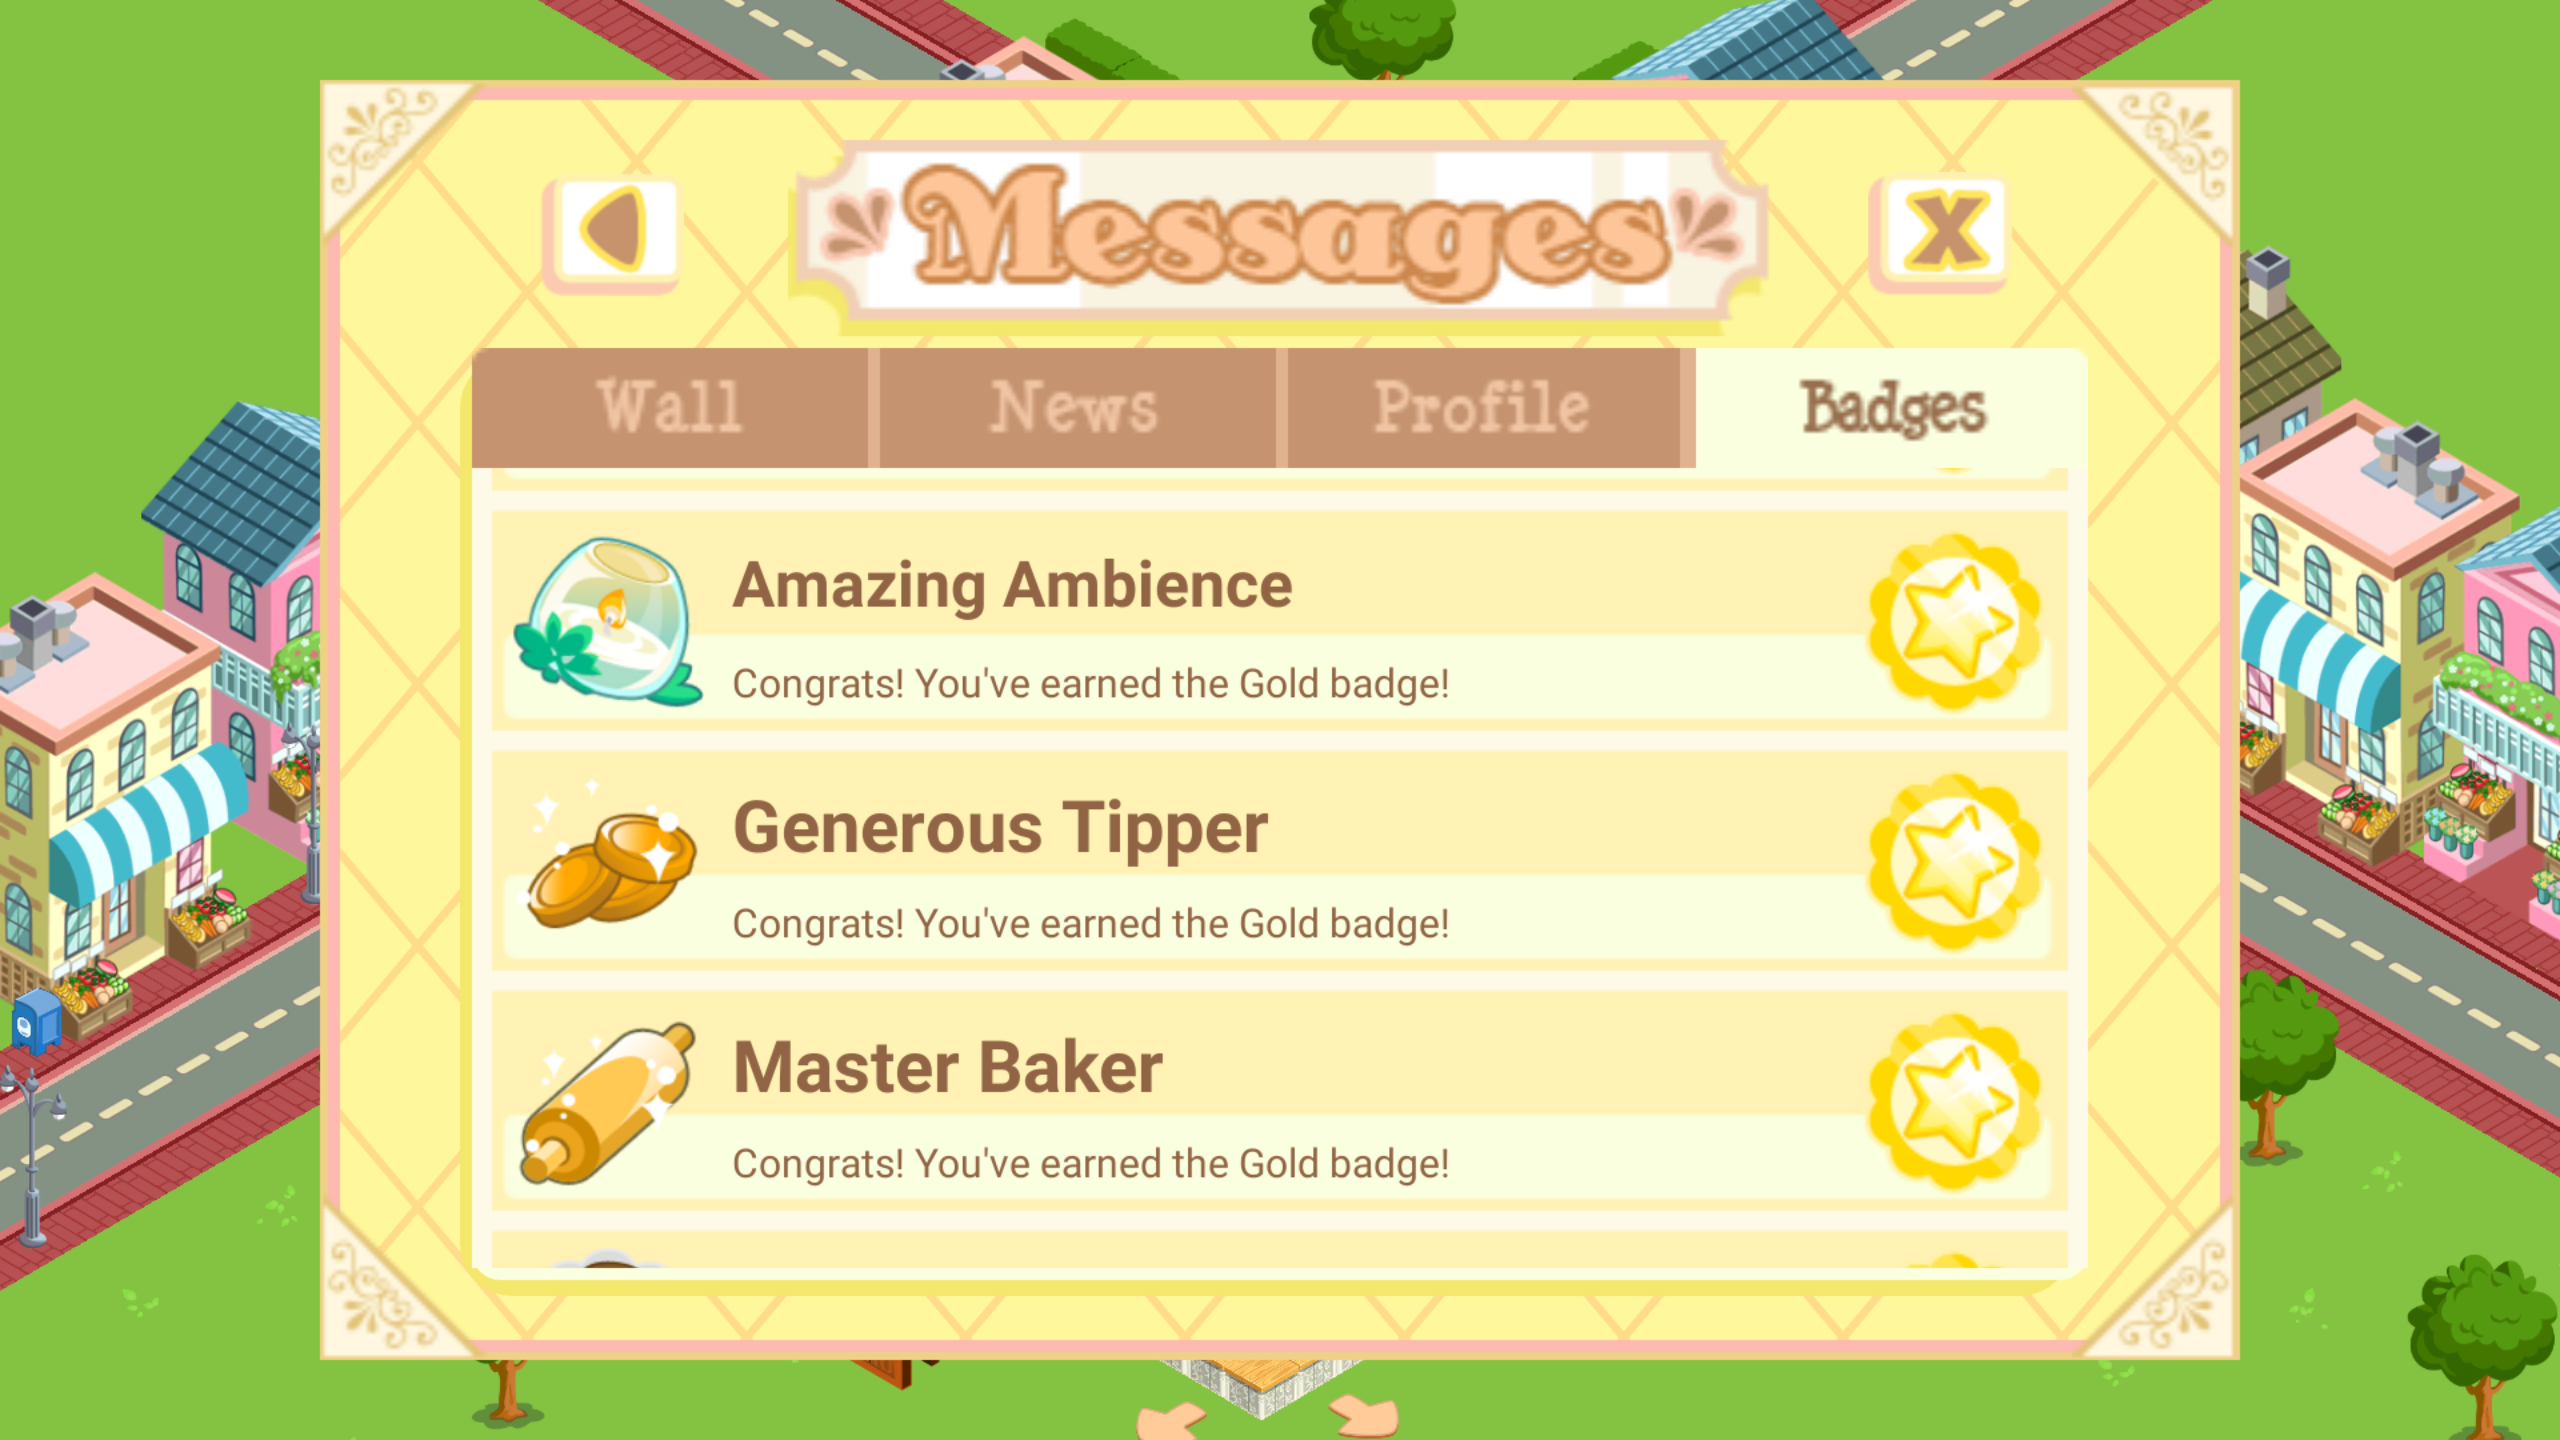 Messages
Wall
News
Profile
Badges
Amazing Ambience
Congrats! You've earned the Gold badge!
Generous Tipper
Congrats! You've earned the Gold badge!
Master Baker
Congrats! You've earned the Gold badge!